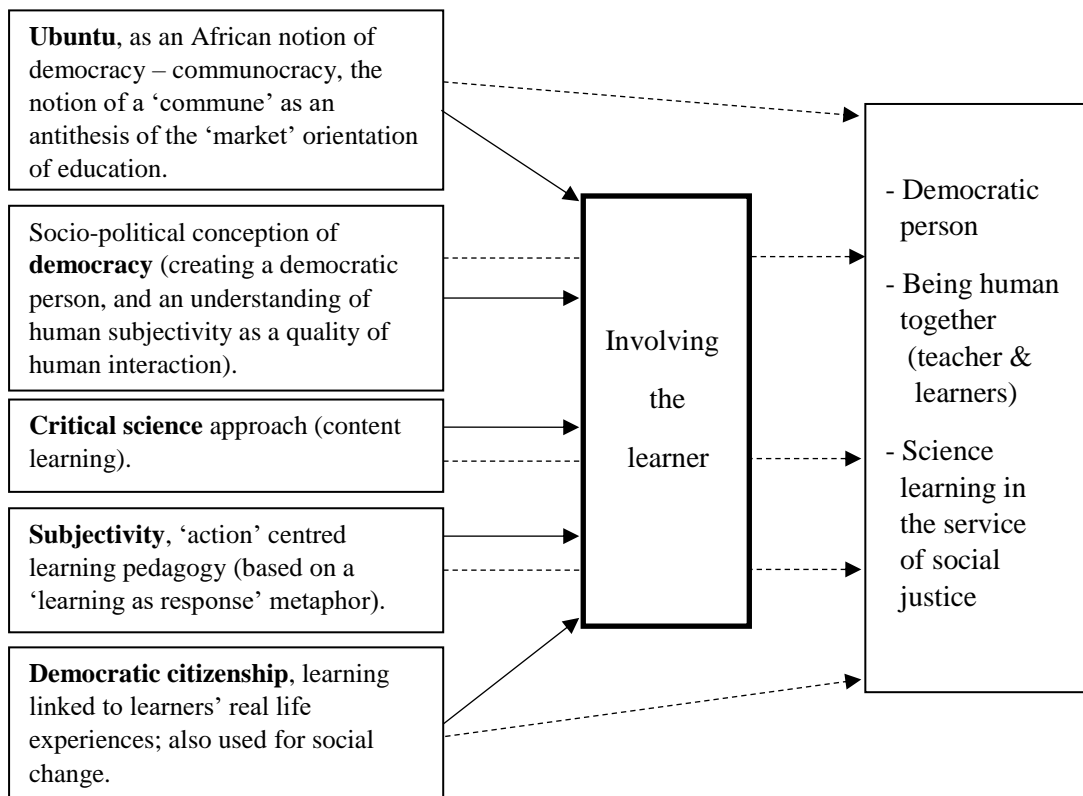 Ubuntu, as an African notion of
democracy – communocracy, the
notion of a ‘commune’ as an
antithesis of the ‘market’ orientation
of education.
Socio-political conception of
democracy (creating a democratic
person, and an understanding of
human subjectivity as a quality of
human interaction).
Critical science approach (content
learning).
Subjectivity, ‘action’ centred
learning pedagogy (based on a
‘learning as response’ metaphor).
Democratic citizenship, learning
linked to learners’ real life
experiences; also used for social
change.
Involving
the
learner
- Democratic
person
- Being human
together
(teacher &
learners)
- Science
learning in
the service
of social
justice